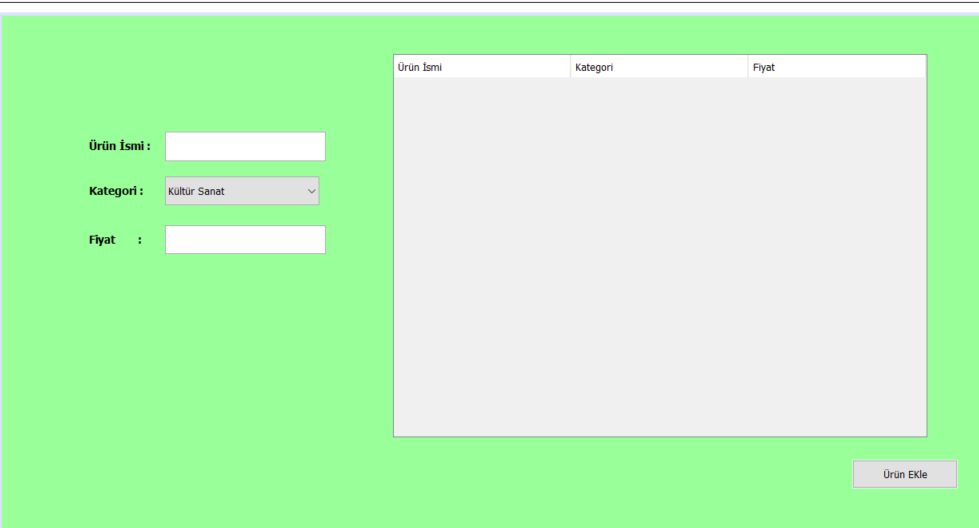 Ürün İsmi Kategori Fiyat
Ürün İsmi :
Kategori : Kültür Sanat
Fiyat :
Ürün EKle